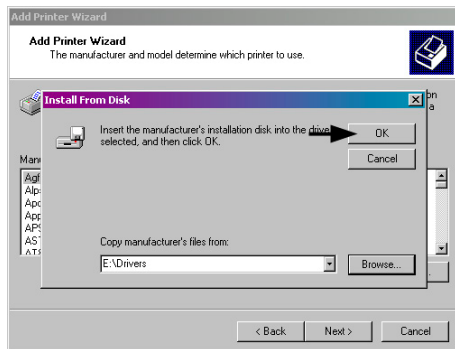 Add Printer Wizard
Add Printer Wizard
The manufacturer and model determine which printer to use.
Install From Disk
Insert the manufacturer's installation disk into the drive
selected, and then click OK.
OK
Cancel
Copy manufacturer's files from:
E:\Drivers
Browse...
< Back
Next >
Cancel